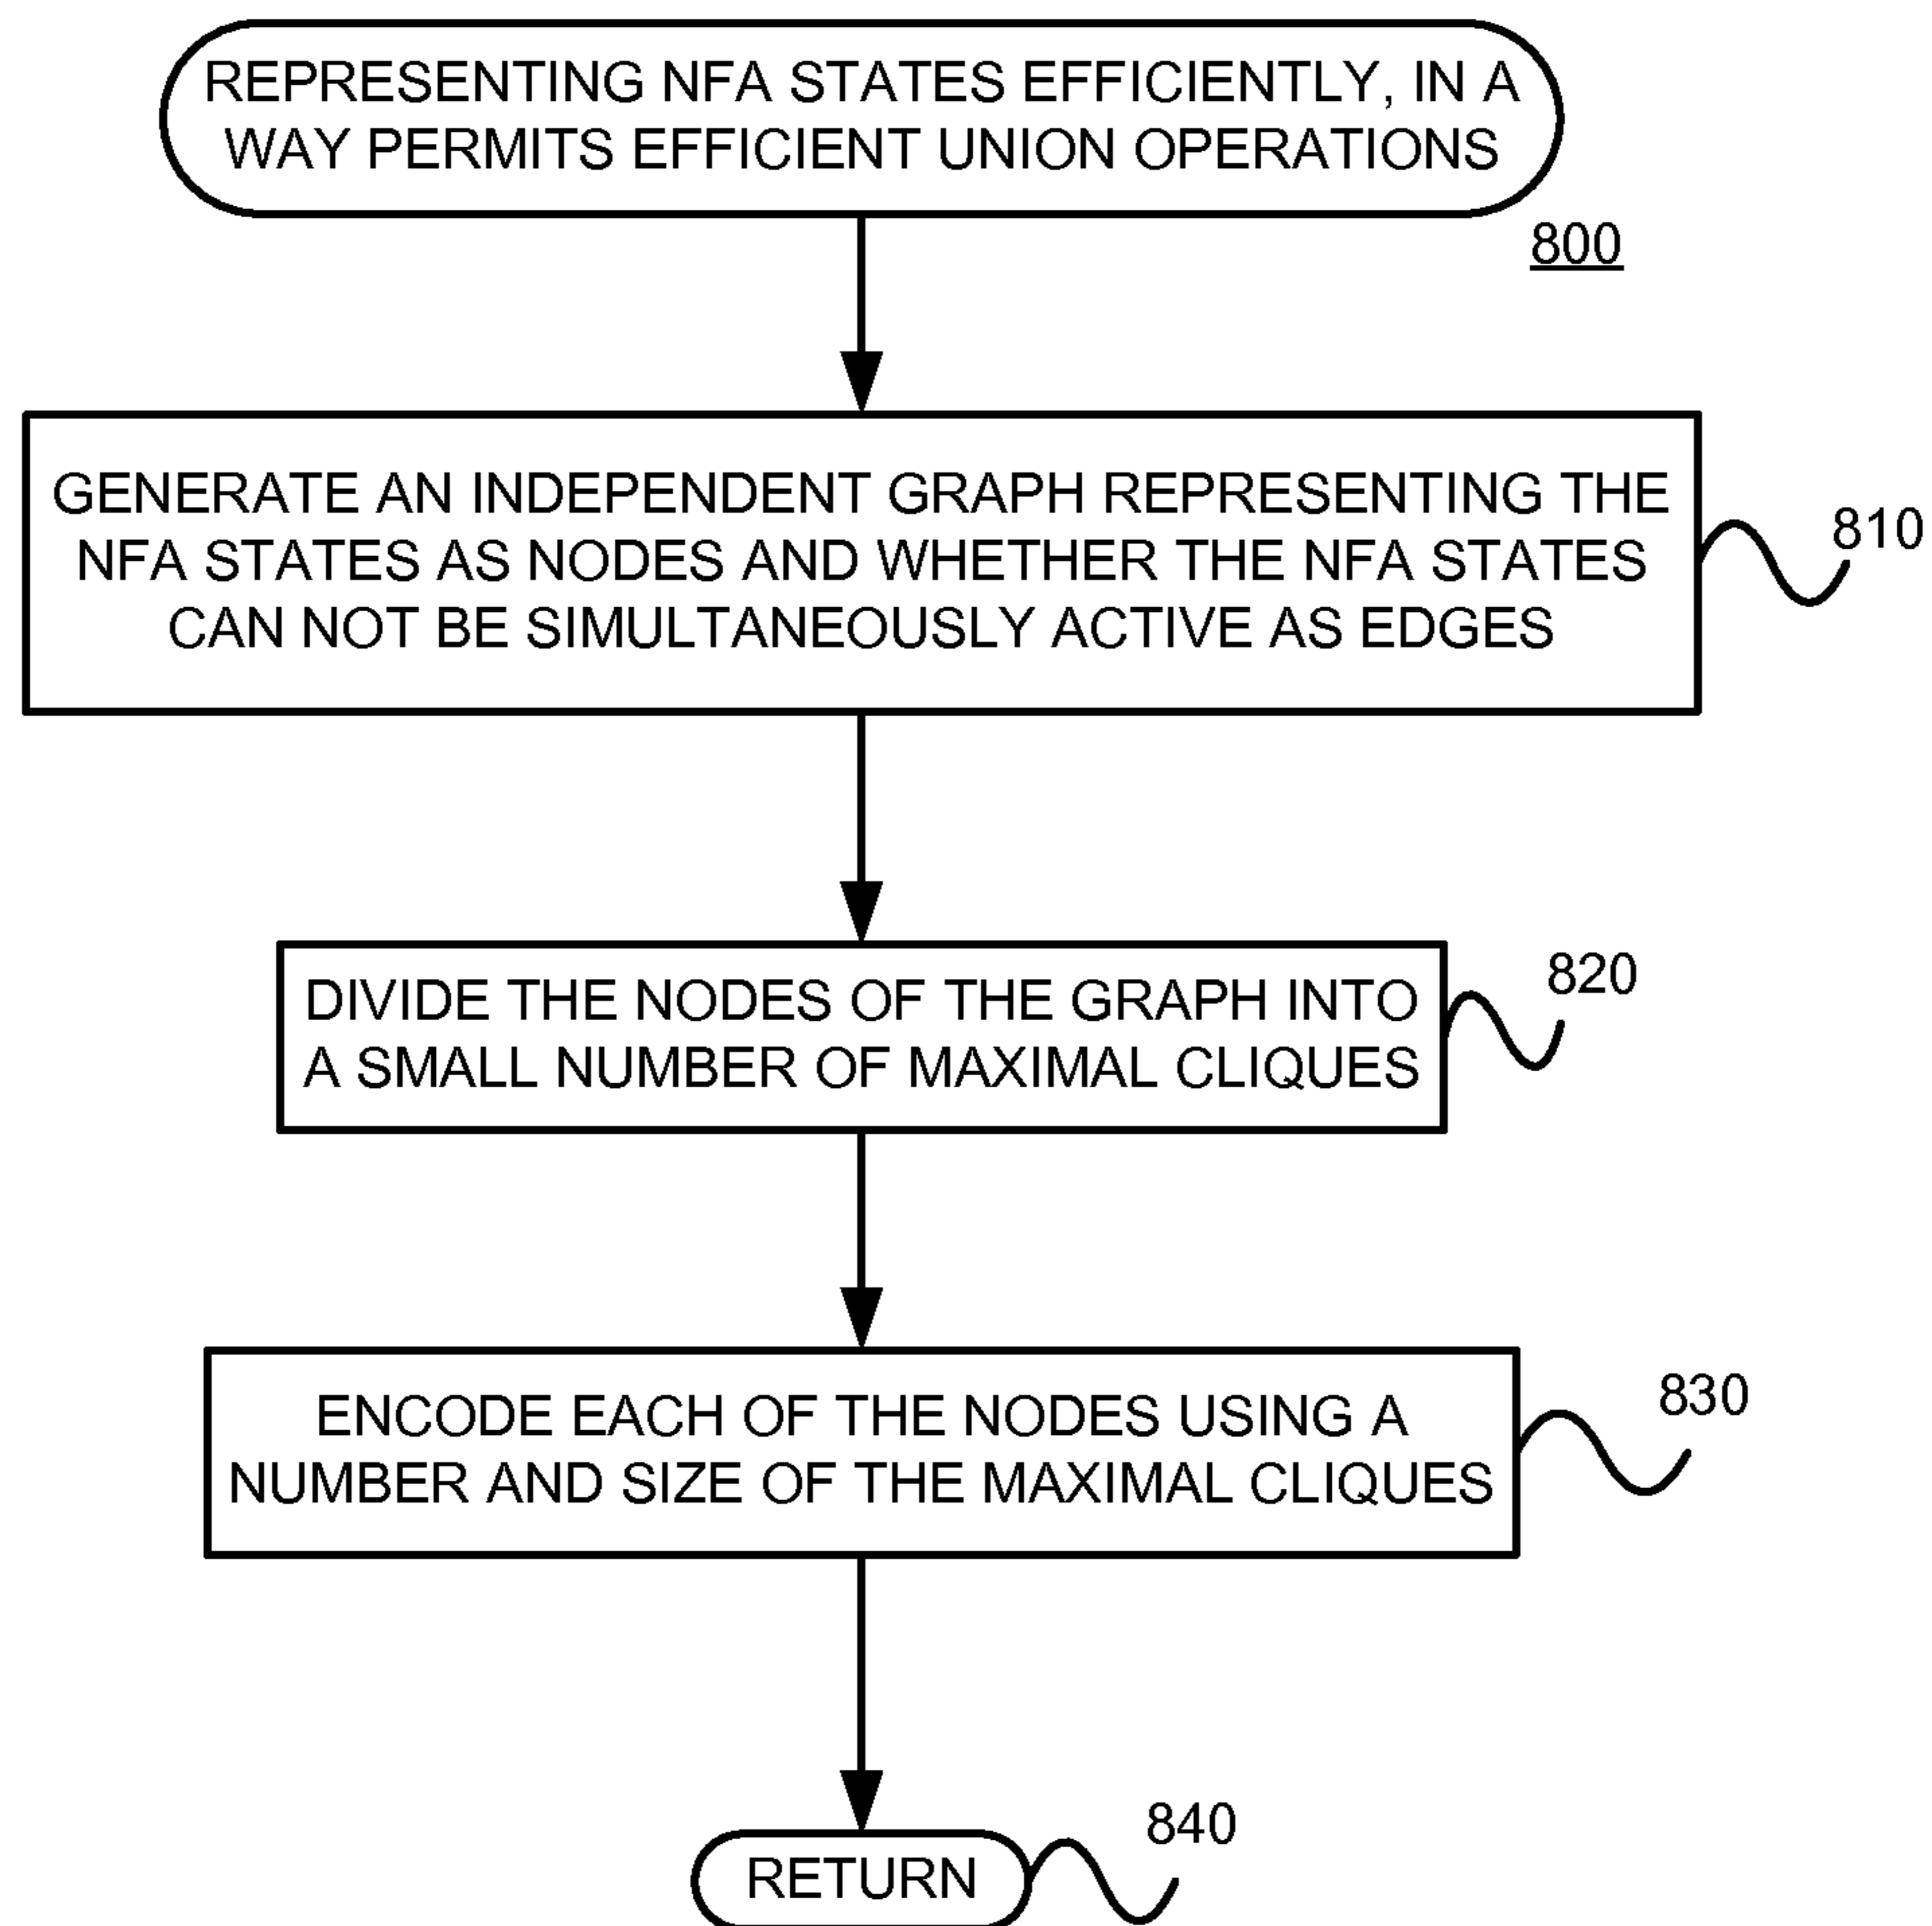 REPRESENTING NFA STATES EFFICIENTLY, IN A
WAY PERMITS EFFICIENT UNION OPERATIONS
800
GENERATE AN INDEPENDENT GRAPH REPRESENTING THE
NFA STATES AS NODES AND WHETHER THE NFA STATES
CAN NOT BE SIMULTANEOUSLY ACTIVE AS EDGES
810
DIVIDE THE NODES OF THE GRAPH INTO
A SMALL NUMBER OF MAXIMAL CLIQUES
820
ENCODE EACH OF THE NODES USING A
NUMBER AND SIZE OF THE MAXIMAL CLIQUES
830
RETURN
840